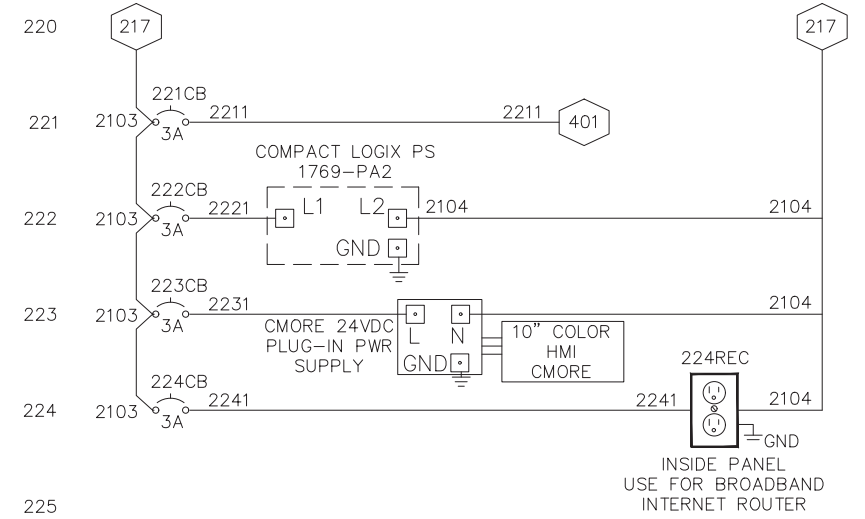 220
217
217
221CB
221
2103
3A
2211
2211
401
COMPACT LOGIX PS
1769-PA2
222CB
222
2103
3A
2221
L1
L2
2104
2104
GND
223CB
223
2103
3A
2231
CMORE 24VDC
PLUG-IN PWR
SUPPLY
L
N
GND
10" COLOR
HMI
CMORE
2104
224CB
224
2103
3A
2241
2241
224REC
2104
GND
INSIDE PANEL
USE FOR BROADBAND
INTERNET ROUTER
225